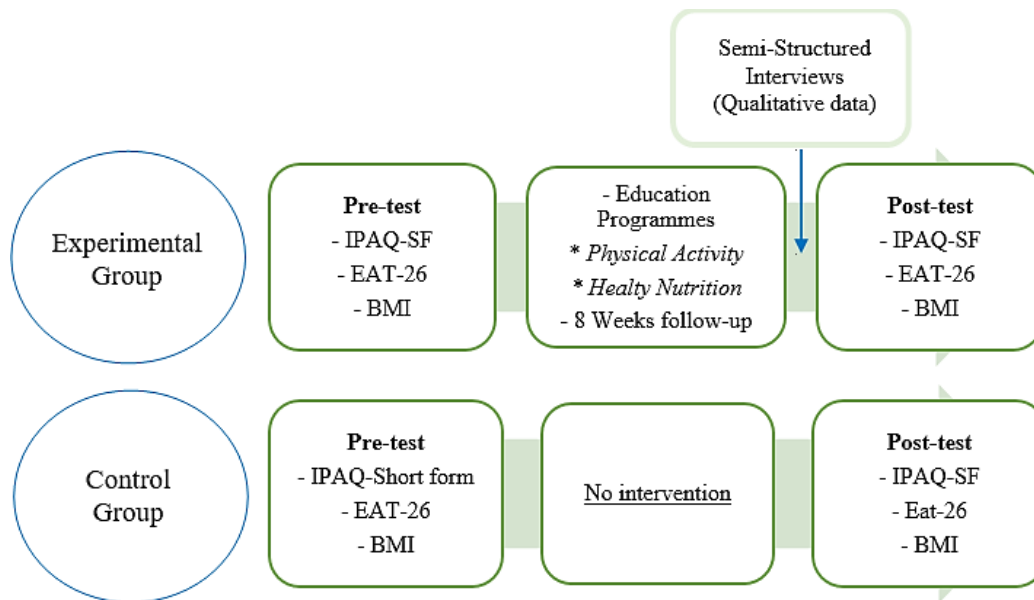 Semi-Structured
Interviews
(Qualitative data)
Experimental
Group
Pre-test
- IPAQ-SF
- EAT-26
- BMI
- Education
Programmes
* Physical Activity
* Healty Nutrition
- 8 Weeks follow-up
Post-test
- IPAQ-SF
- EAT-26
- BMI
Control
Group
Pre-test
- IPAQ-Short form
- EAT-26
- BMI
No intervention
Post-test
- IPAQ-SF
- Eat-26
- BMI